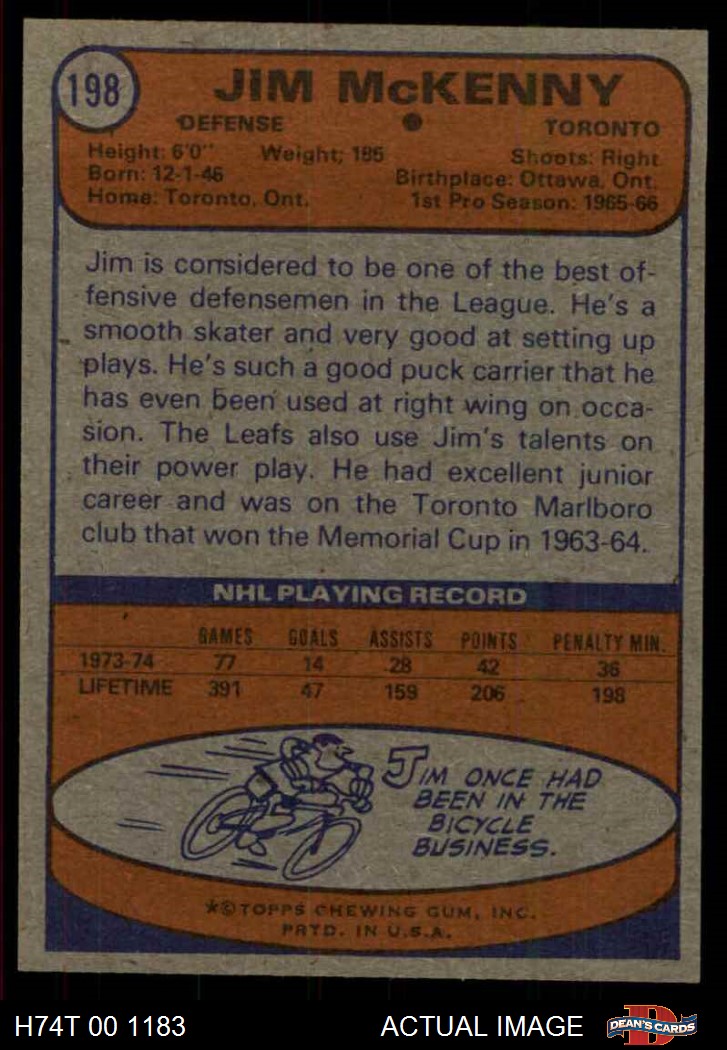 198
JIM McKENNY
DEFENSE
TORONTO
Height: 6'0" Weight; 185 Shoots: Right
Born: 12-1-46 Birthplace: Ottawa, Ont.
Home: Toronto, Ont. 1st Pro Season: 1965-66
Jim is considered to be one of the best of-
fensive defensemen in the League. He's a
smooth skater and very good at setting up
plays. He's such a good puck carrier that he
has even been used at right wing on occa-
sion. The Leafs also use Jim's talents on
their power play. He had excellent junior
career and was on the Toronto Marlboro
club that won the Memorial Cup in 1963-64.
NHL PLAYING RECORD
GAMES GOALS ASSISTS POINTS PENALTY MIN.
1973-74 77 14 28 42 36
LIFETIME 391 47 159 206 198
JIM ONCE HAD
BEEN IN THE
BICYCLE
BUSINESS.
*© TOPPS CHEWING GUM, INC.
PRTD. IN U.S.A.
H74T 00 1183 ACTUAL IMAGE D DEAN'S CARDS